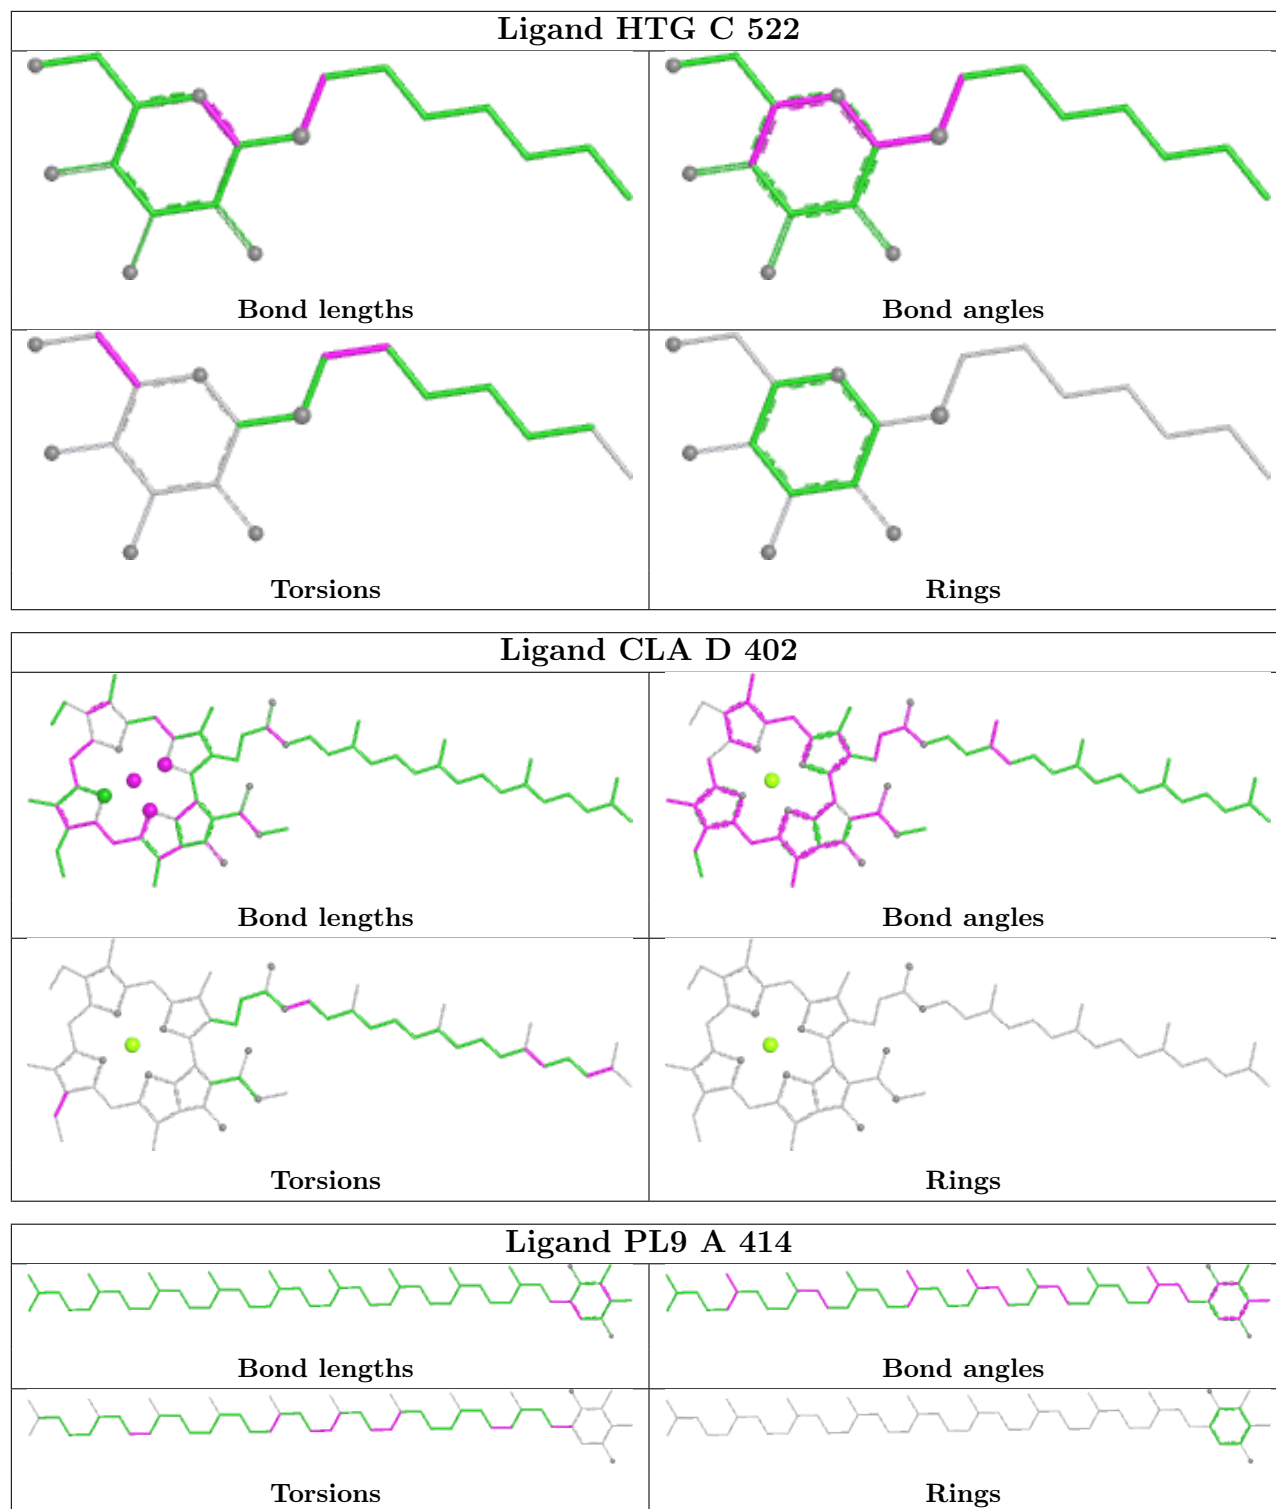 Ligand HTG C 522
Bond lengths
Bond angles
Torsions
Rings
Ligand CLA D 402
Bond lengths
Bond angles
Torsions
Rings
Ligand PL9 A 414
Bond lengths
Bond angles
Torsions
Rings